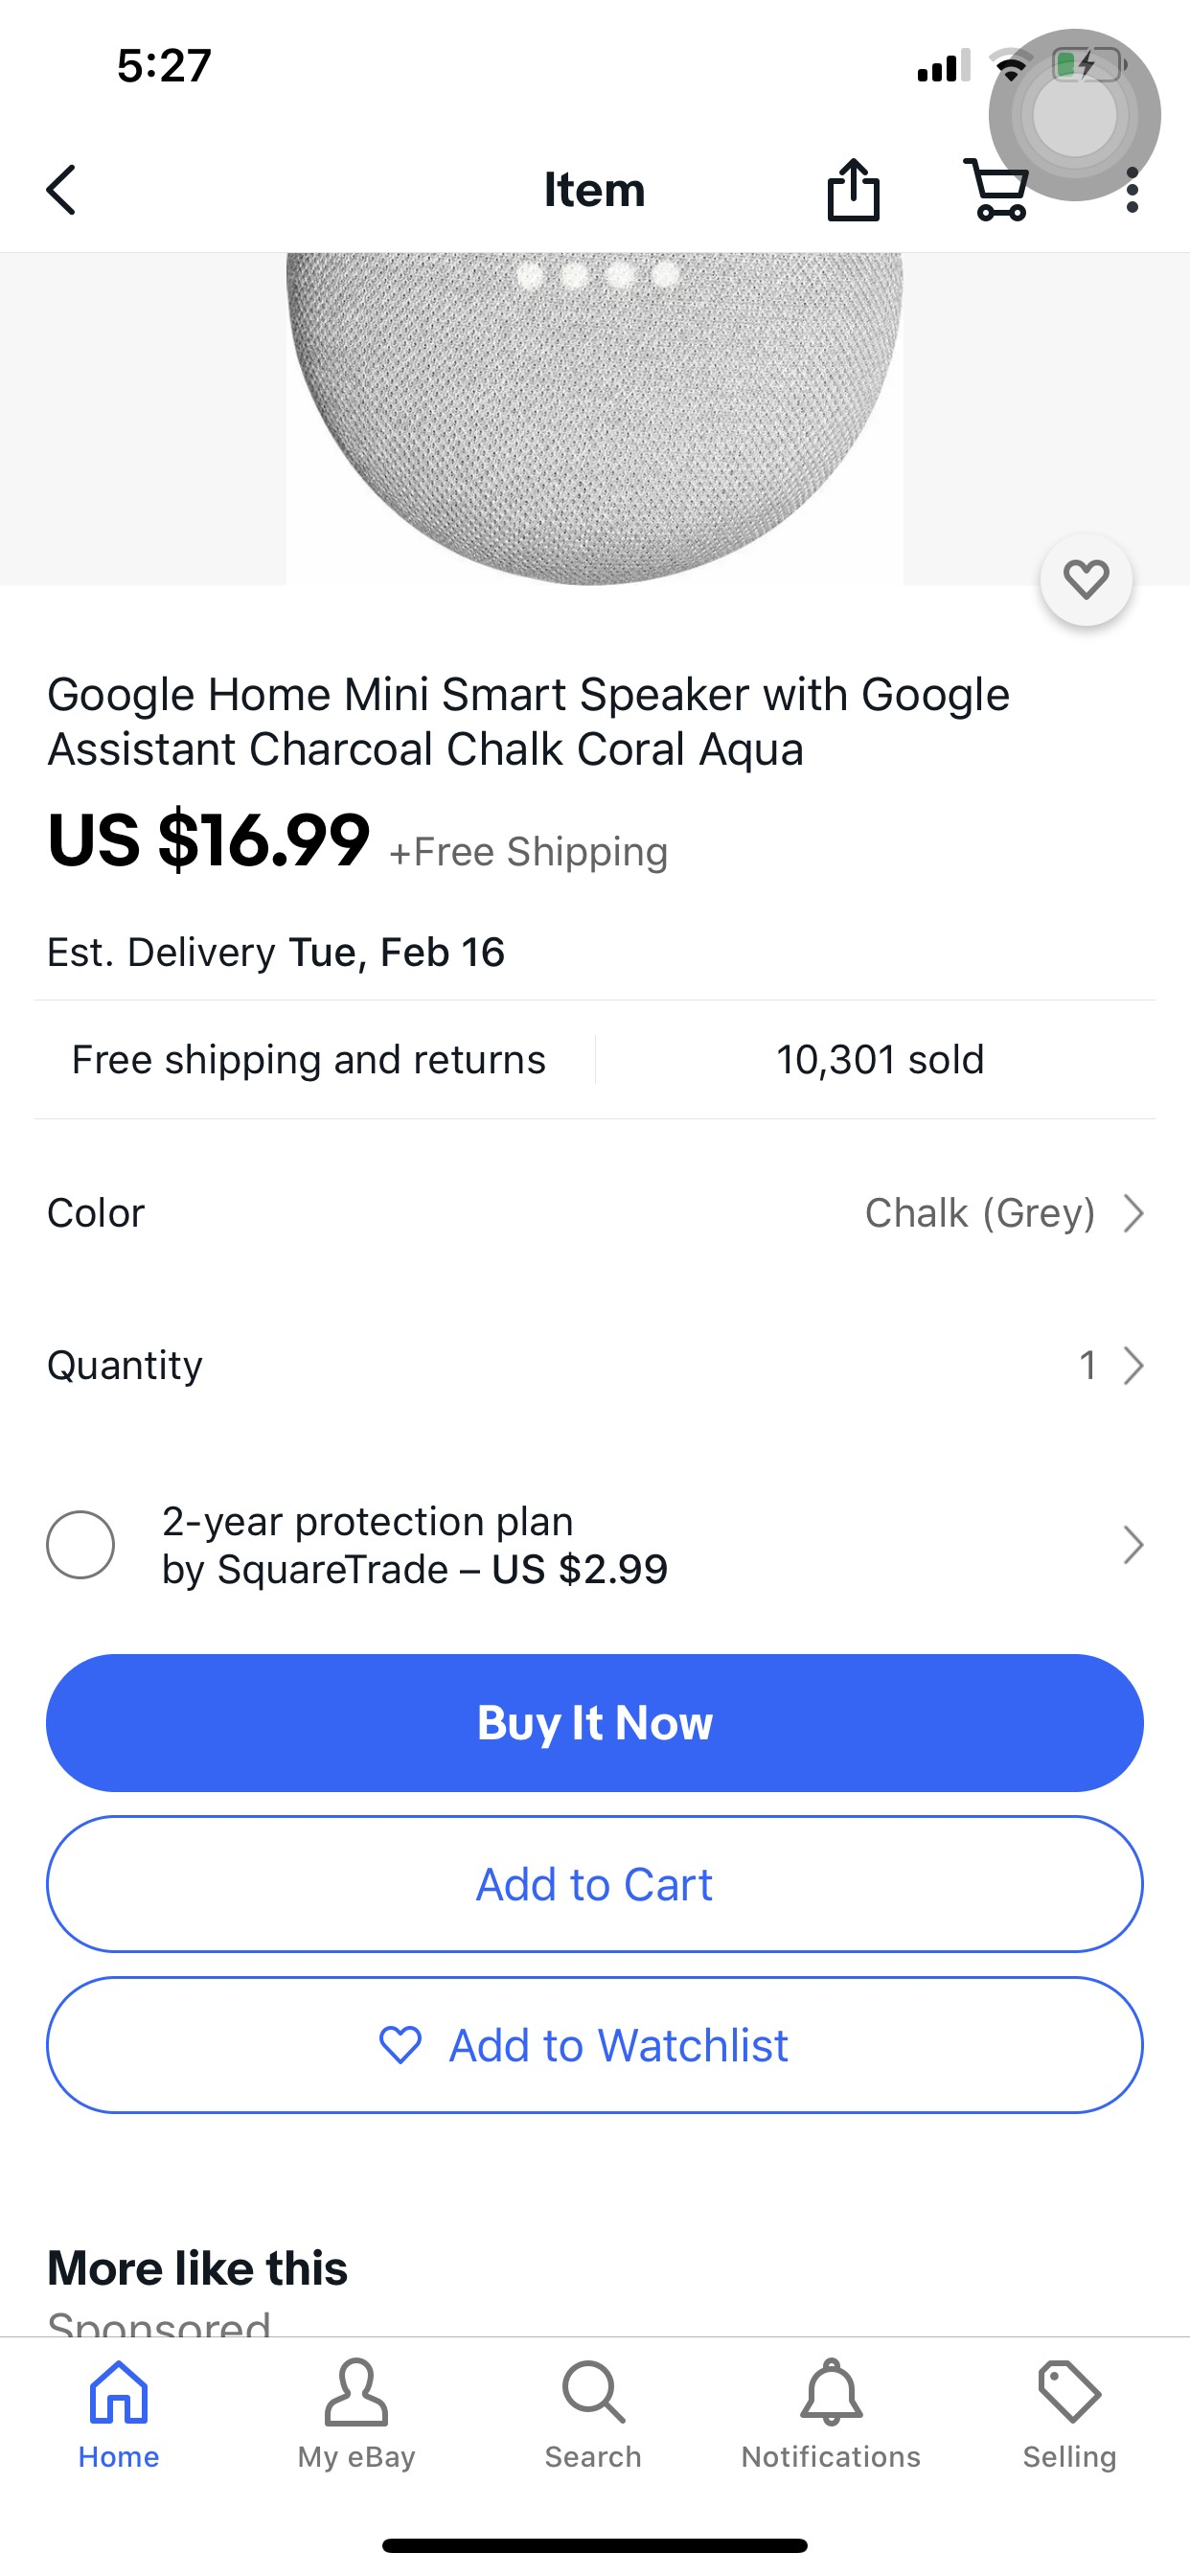 5:27
Item
Google Home Mini Smart Speaker with Google
Assistant Charcoal Chalk Coral Aqua
US $16.99 +Free Shipping
Est. Delivery Tue, Feb 16
Free shipping and returns
10,301 sold
Color
Chalk (Grey)
Quantity
1
2-year protection plan
by SquareTrade – US $2.99
Buy It Now
Add to Cart
Add to Watchlist
More like this
Sponsored
Home
My eBay
Search
Notifications
Selling